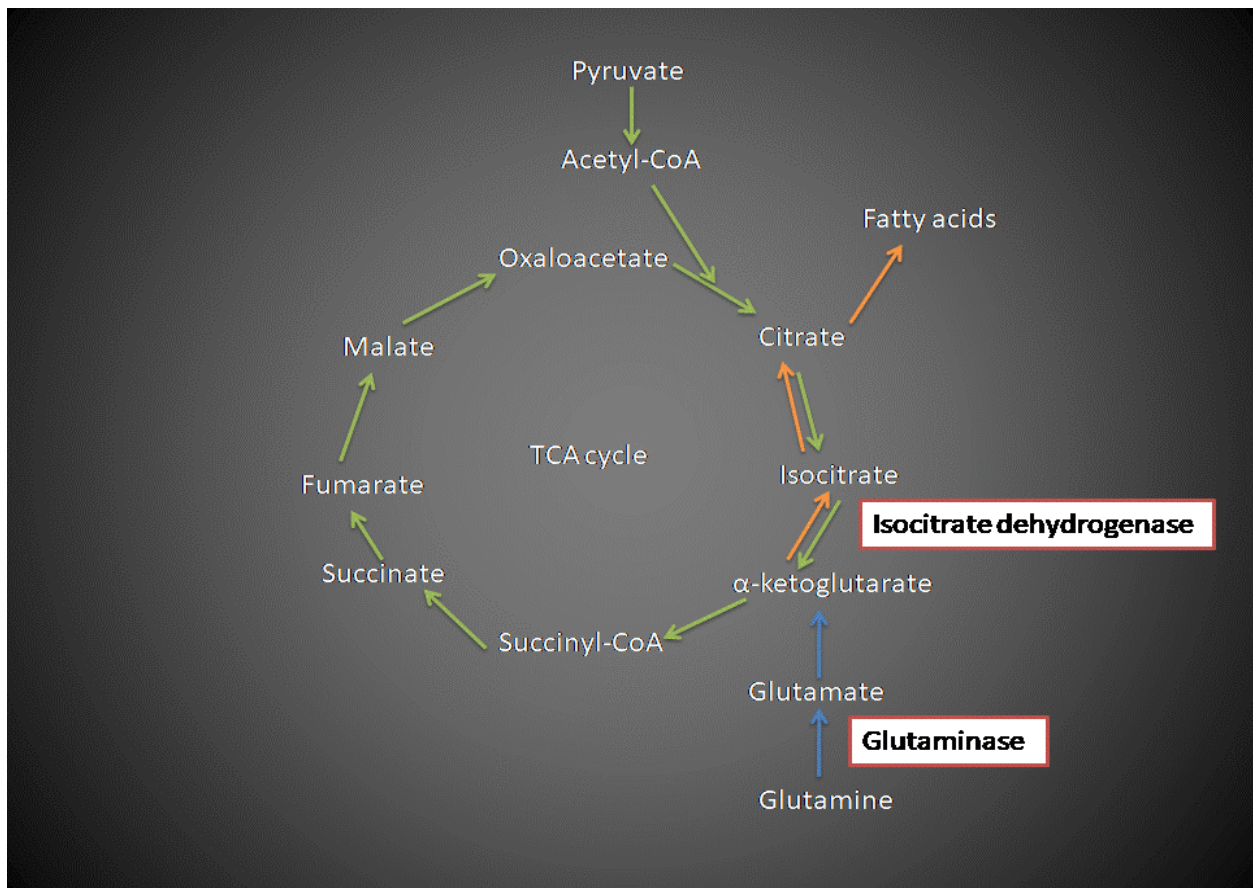 Pyruvate
Acetyl-CoA
Fatty acids
Oxaloacetate
Citrate
Malate
TCA cycle
Isocitrate
Fumarate
Isocitrate dehydrogenase
Succinate
α-ketoglutarate
Succinyl-CoA
Glutamate
Glutaminase
Glutamine